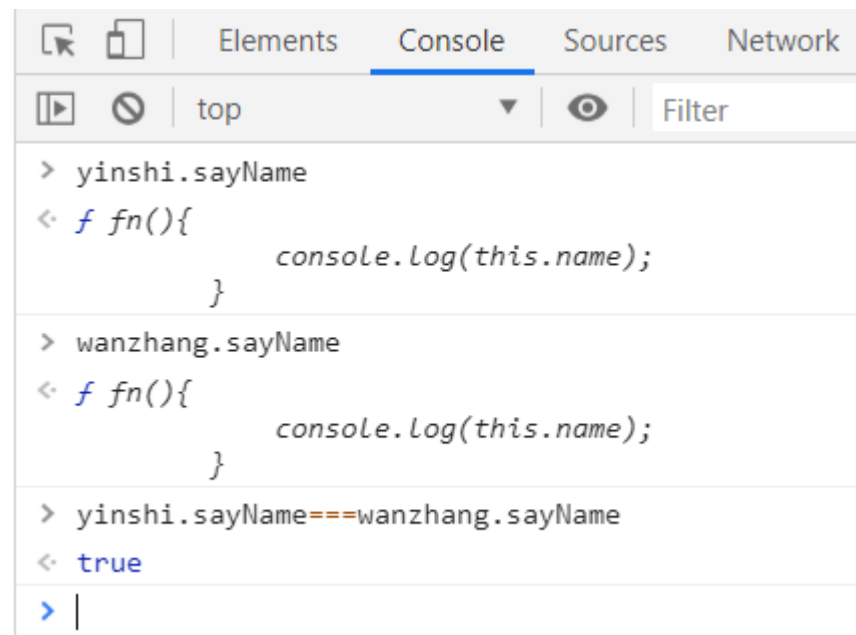 Elements Console Sources Network
top Filter
> yinshi.sayName
f fn(){
console.log(this.name);
}
> wanzhang.sayName
f fn(){
console.log(this.name);
}
> yinshi.sayName===wanzhang.sayName
true
>